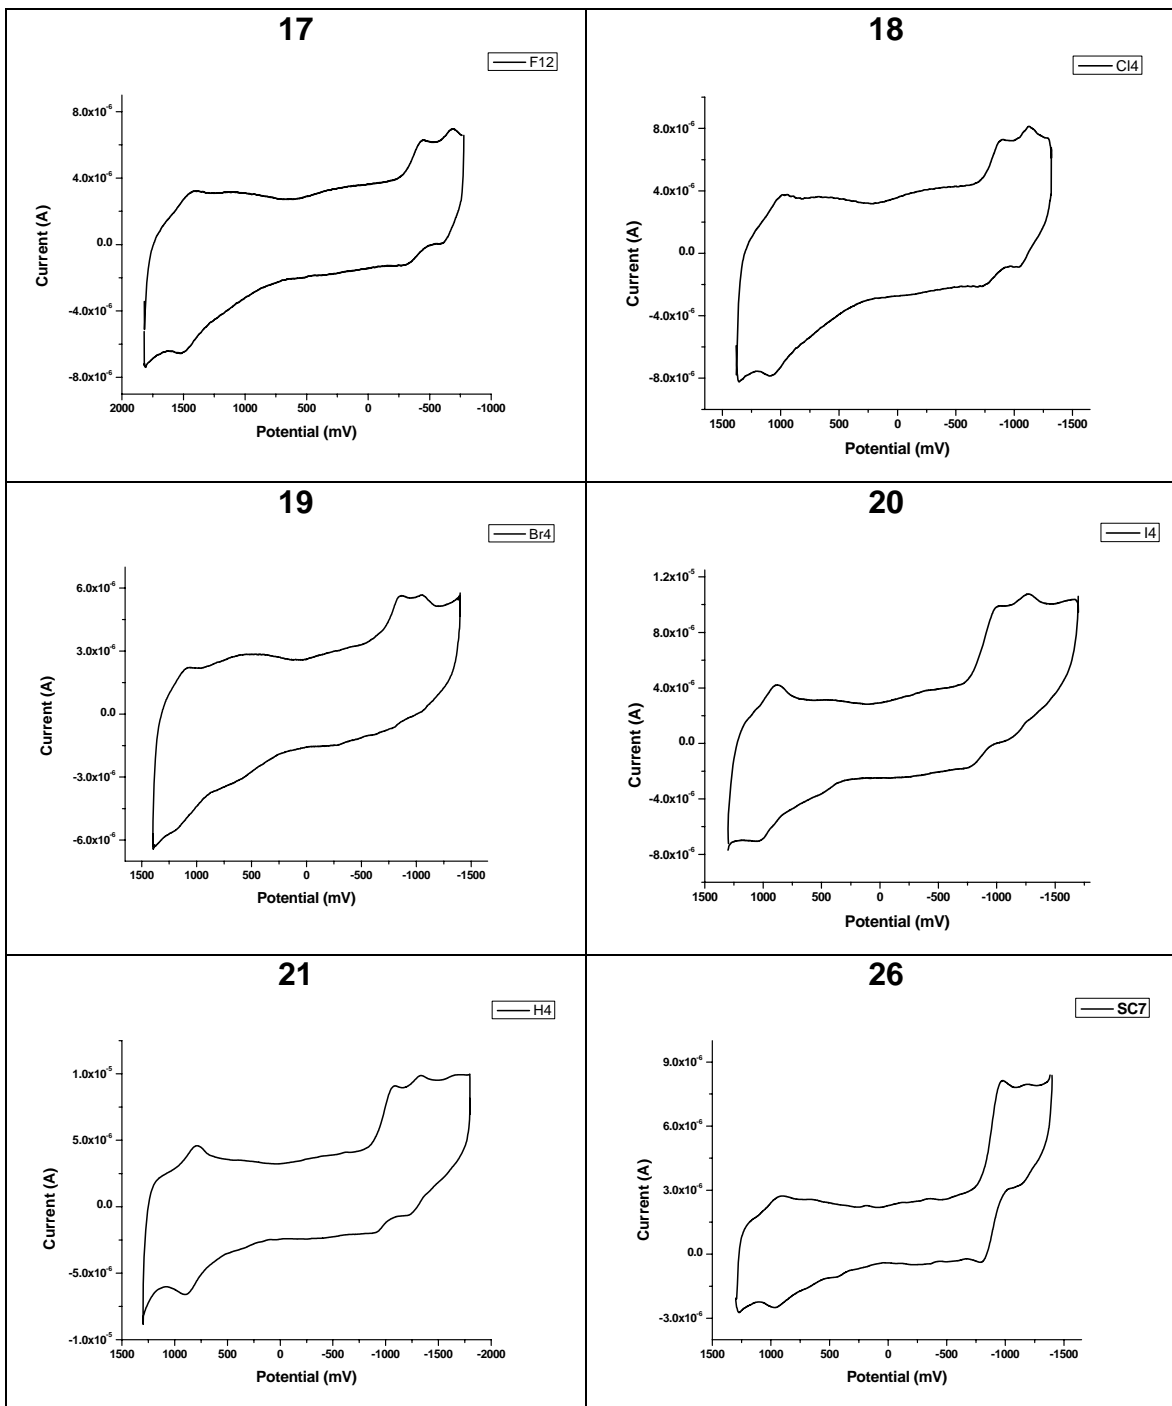 17
F12
8.0x10⁻⁶
4.0x10⁻⁶
0.0
-4.0x10⁻⁶
-8.0x10⁻⁶
Current (A)
2000 1500 1000 500 0 -500 -1000
Potential (mV)
18
Cl4
8.0x10⁻⁶
4.0x10⁻⁶
0.0
-4.0x10⁻⁶
-8.0x10⁻⁶
Current (A)
1500 1000 500 0 -500 -1000 -1500
Potential (mV)
19
Br4
6.0x10⁻⁶
3.0x10⁻⁶
0.0
-3.0x10⁻⁶
-6.0x10⁻⁶
Current (A)
1500 1000 500 0 -500 -1000 -1500
Potential (mV)
20
I4
1.2x10⁻⁵
8.0x10⁻⁶
4.0x10⁻⁶
0.0
-4.0x10⁻⁶
-8.0x10⁻⁶
Current (A)
1500 1000 500 0 -500 -1000 -1500
Potential (mV)
21
H4
1.0x10⁻⁵
5.0x10⁻⁶
0.0
-5.0x10⁻⁶
-1.0x10⁻⁵
Current (A)
1500 1000 500 0 -500 -1000 -1500 -2000
Potential (mV)
26
SC7
9.0x10⁻⁶
6.0x10⁻⁶
3.0x10⁻⁶
0.0
-3.0x10⁻⁶
Current (A)
1500 1000 500 0 -500 -1000 -1500
Potential (mV)